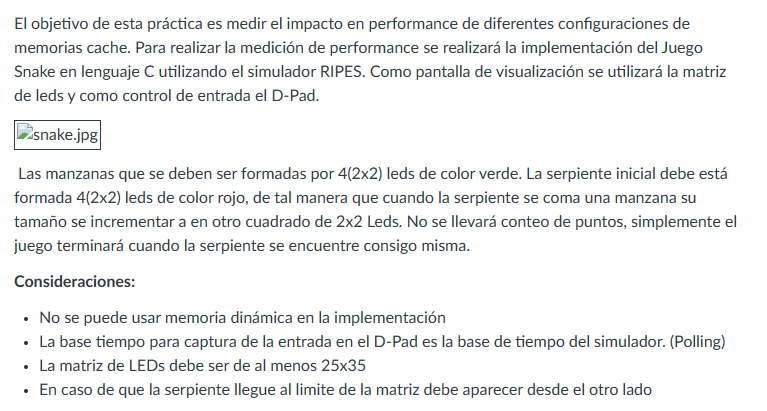 El objetivo de esta práctica es medir el impacto en performance de diferentes configuraciones de
memorias cache. Para realizar la medición de performance se realizará la implementación del Juego
Snake en lenguaje C utilizando el simulador RIPES. Como pantalla de visualización se utilizará la matriz
de leds y como control de entrada el D-Pad.
snake.jpg
Las manzanas que se deben ser formadas por 4(2x2) leds de color verde. La serpiente inicial debe está
formada 4(2x2) leds de color rojo, de tal manera que cuando la serpiente se coma una manzana su
tamaño se incrementar a en otro cuadrado de 2x2 Leds. No se llevará conteo de puntos, simplemente el
juego terminará cuando la serpiente se encuentre consigo misma.
Consideraciones:
• No se puede usar memoria dinámica en la implementación
• La base tiempo para captura de la entrada en el D-Pad es la base de tiempo del simulador. (Polling)
• La matriz de LEDs debe ser de al menos 25x35
• En caso de que la serpiente llegue al limite de la matriz debe aparecer desde el otro lado